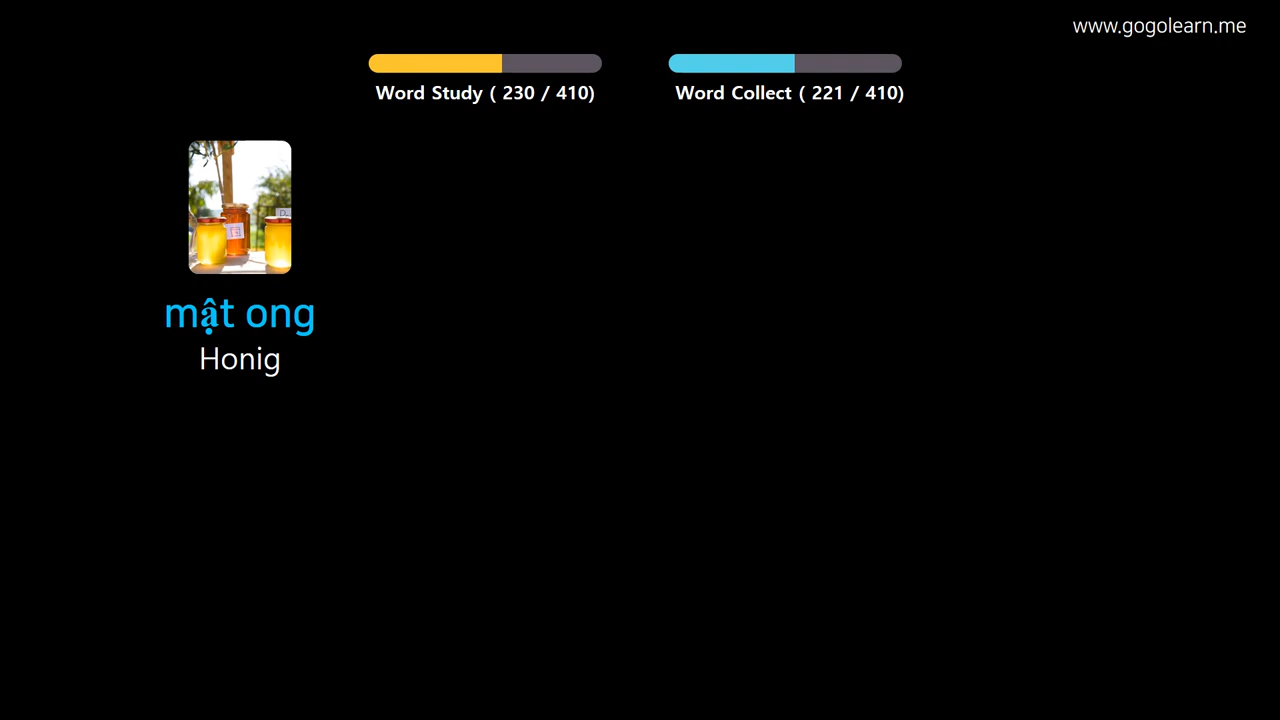 www.gogolearn.me
Word Study ( 230 / 410)
Word Collect ( 221 / 410)
mật ong
Honig